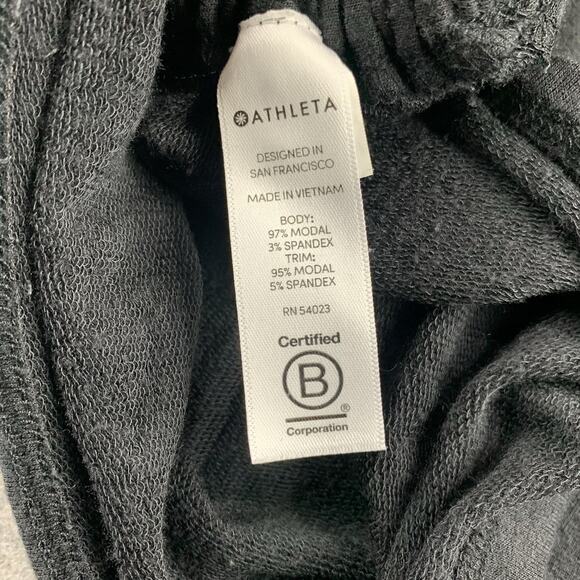 ATHLETA
DESIGNED IN
SAN FRANCISCO
MADE IN VIETNAM
BODY:
97% MODAL
3% SPANDEX
TRIM:
95% MODAL
5% SPANDEX
RN 54023
Certified
B
®
Corporation